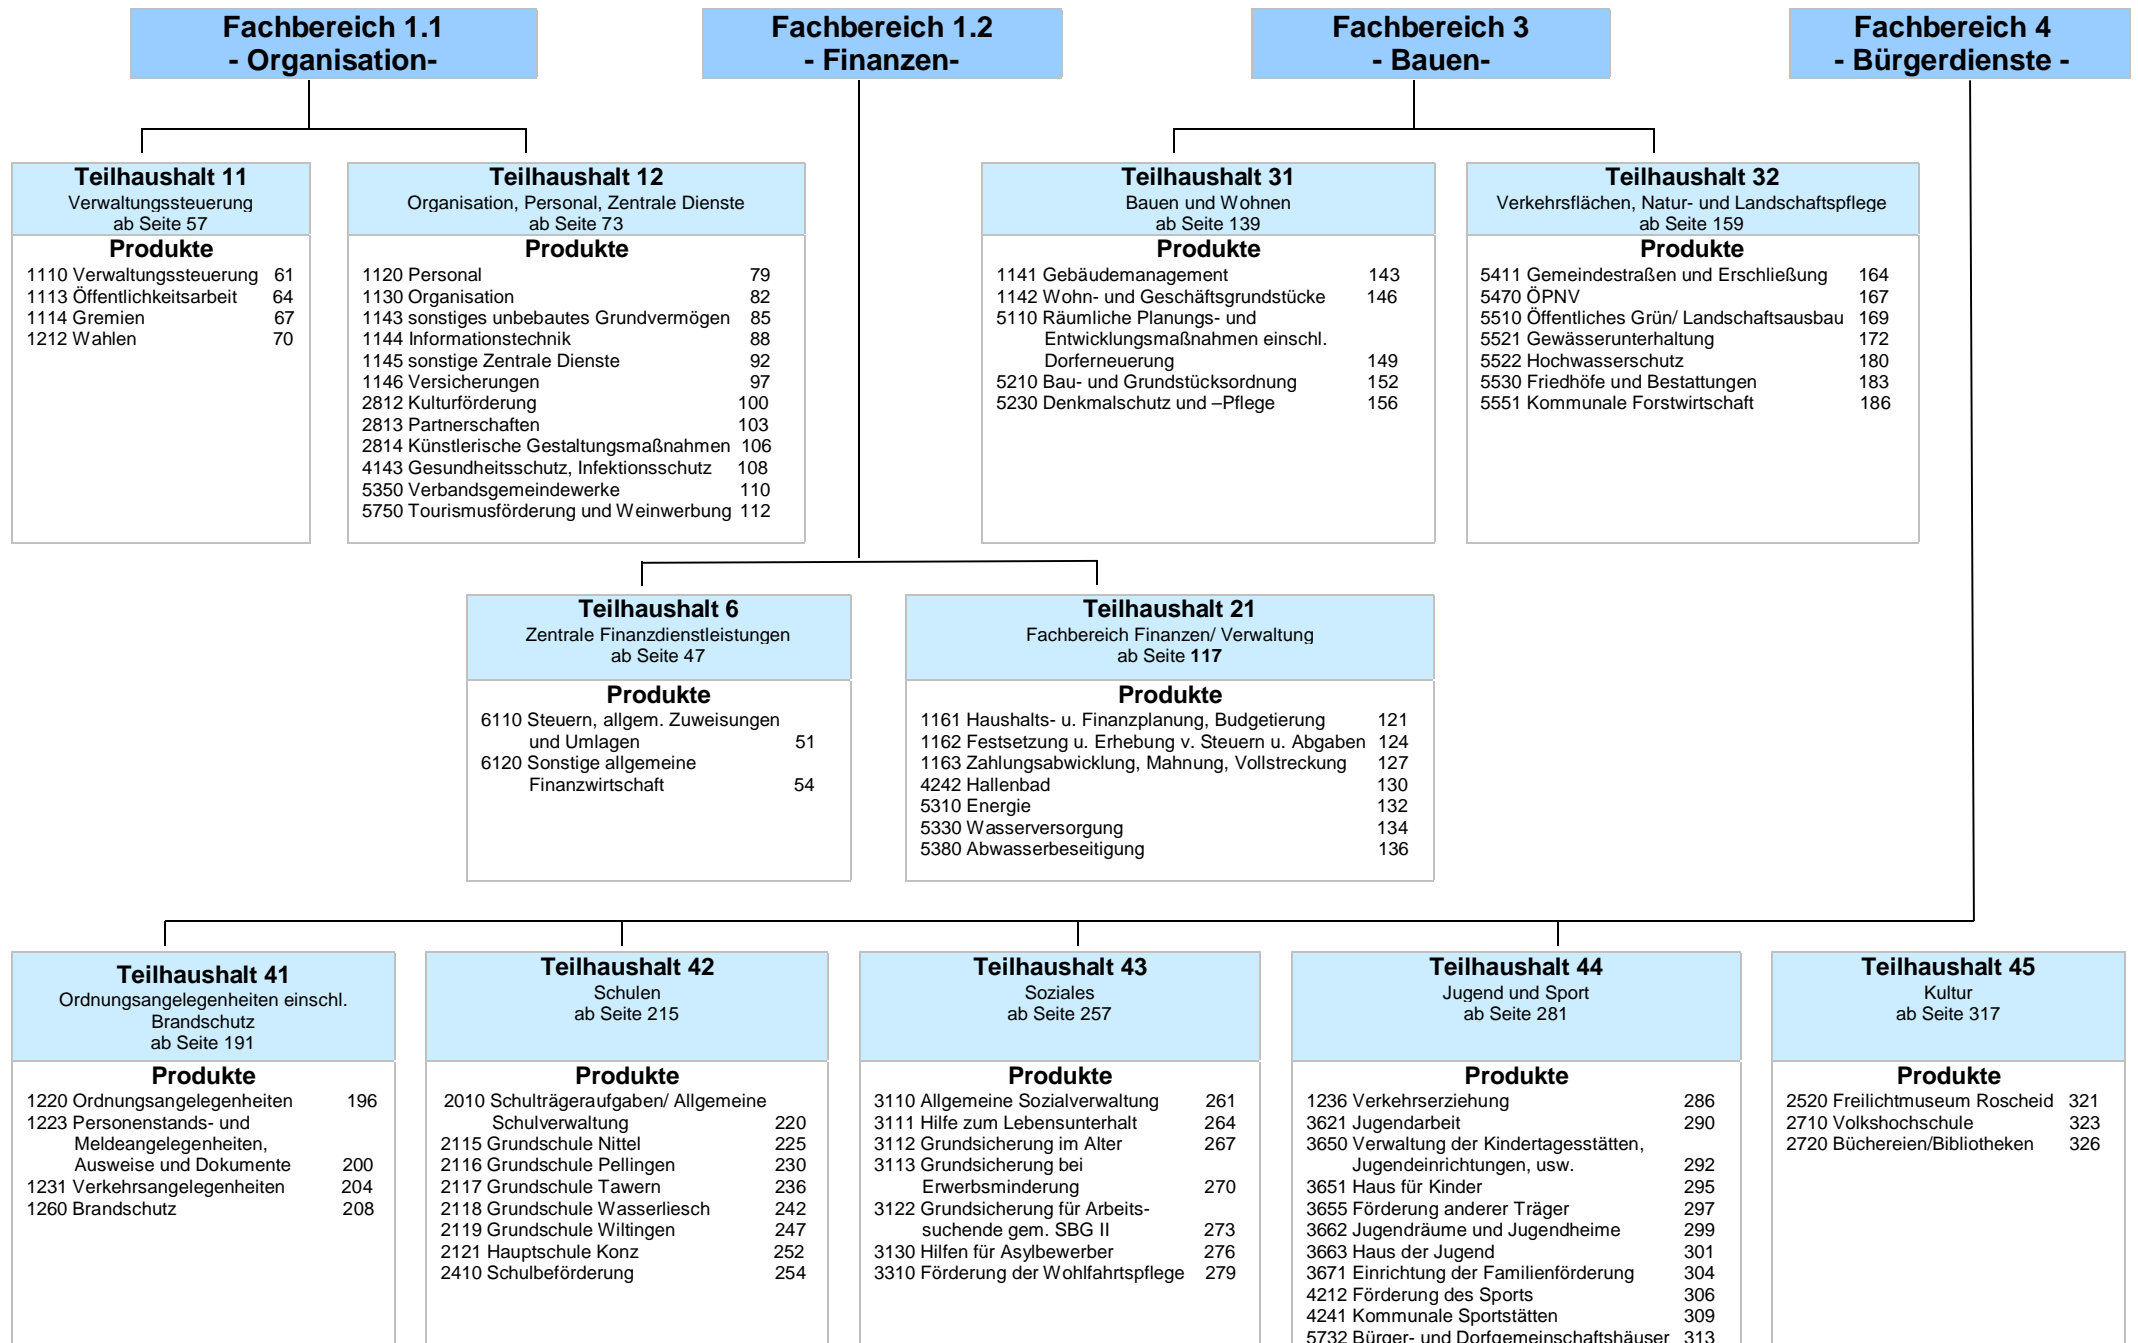 Fachbereich 1.1
- Organisation-
Fachbereich 1.2
- Finanzen-
Fachbereich 3
- Bauen-
Fachbereich 4
- Bürgerdienste -
Teilhaushalt 11
Verwaltungssteuerung
ab Seite 57
Produkte
1110 Verwaltungssteuerung 61
1113 Öffentlichkeitsarbeit 64
1114 Gremien 67
1212 Wahlen 70
Teilhaushalt 12
Organisation, Personal, Zentrale Dienste
ab Seite 73
Produkte
1120 Personal 79
1130 Organisation 82
1143 sonstiges unbebautes Grundvermögen 85
1144 Informationstechnik 88
1145 sonstige Zentrale Dienste 92
1146 Versicherungen 97
2812 Kulturförderung 100
2813 Partnerschaften 103
2814 Künstlerische Gestaltungsmaßnahmen 106
4143 Gesundheitsschutz, Infektionsschutz 108
5350 Verbandsgemeindewerke 110
5750 Tourismusförderung und Weinwerbung 112
Teilhaushalt 31
Bauen und Wohnen
ab Seite 139
Produkte
1141 Gebäudemanagement 143
1142 Wohn- und Geschäftsgrundstücke 146
5110 Räumliche Planungs- und
Entwicklungsmaßnahmen einschl.
Dorferneuerung 149
5210 Bau- und Grundstücksordnung 152
5230 Denkmalschutz und –Pflege 156
Teilhaushalt 32
Verkehrsflächen, Natur- und Landschaftspflege
ab Seite 159
Produkte
5411 Gemeindestraßen und Erschließung 164
5470 ÖPNV 167
5510 Öffentliches Grün/ Landschaftsausbau 169
5521 Gewässerunterhaltung 172
5522 Hochwasserschutz 180
5530 Friedhöfe und Bestattungen 183
5551 Kommunale Forstwirtschaft 186
Teilhaushalt 6
Zentrale Finanzdienstleistungen
ab Seite 47
Produkte
6110 Steuern, allgem. Zuweisungen
und Umlagen 51
6120 Sonstige allgemeine
Finanzwirtschaft 54
Teilhaushalt 21
Fachbereich Finanzen/ Verwaltung
ab Seite 117
Produkte
1161 Haushalts- u. Finanzplanung, Budgetierung 121
1162 Festsetzung u. Erhebung v. Steuern u. Abgaben 124
1163 Zahlungsabwicklung, Mahnung, Vollstreckung 127
4242 Hallenbad 130
5310 Energie 132
5330 Wasserversorgung 134
5380 Abwasserbeseitigung 136
Teilhaushalt 41
Ordnungsangelegenheiten einschl.
Brandschutz
ab Seite 191
Produkte
1220 Ordnungsangelegenheiten 196
1223 Personenstands- und
Meldeangelegenheiten,
Ausweise und Dokumente 200
1231 Verkehrsangelegenheiten 204
1260 Brandschutz 208
Teilhaushalt 42
Schulen
ab Seite 215
Produkte
2010 Schulträgeraufgaben/ Allgemeine
Schulverwaltung 220
2115 Grundschule Nittel 225
2116 Grundschule Pellingen 230
2117 Grundschule Tawern 236
2118 Grundschule Wasserliesch 242
2119 Grundschule Wiltingen 247
2121 Hauptschule Konz 252
2410 Schulbeförderung 254
Teilhaushalt 43
Soziales
ab Seite 257
Produkte
3110 Allgemeine Sozialverwaltung 261
3111 Hilfe zum Lebensunterhalt 264
3112 Grundsicherung im Alter 267
3113 Grundsicherung bei
Erwerbsminderung 270
3122 Grundsicherung für Arbeits-
suchende gem. SBG II 273
3130 Hilfen für Asylbewerber 276
3310 Förderung der Wohlfahrtspflege 279
Teilhaushalt 44
Jugend und Sport
ab Seite 281
Produkte
1236 Verkehrserziehung 286
3621 Jugendarbeit 290
3650 Verwaltung der Kindertagesstätten,
Jugendeinrichtungen, usw. 292
3651 Haus für Kinder 295
3655 Förderung anderer Träger 297
3662 Jugendräume und Jugendheime 299
3663 Haus der Jugend 301
3671 Einrichtung der Familienförderung 304
4212 Förderung des Sports 306
4241 Kommunale Sportstätten 309
5732 Bürger- und Dorfgemeinschaftshäuser 313
Teilhaushalt 45
Kultur
ab Seite 317
Produkte
2520 Freilichtmuseum Roscheid 321
2710 Volkshochschule 323
2720 Büchereien/Bibliotheken 326